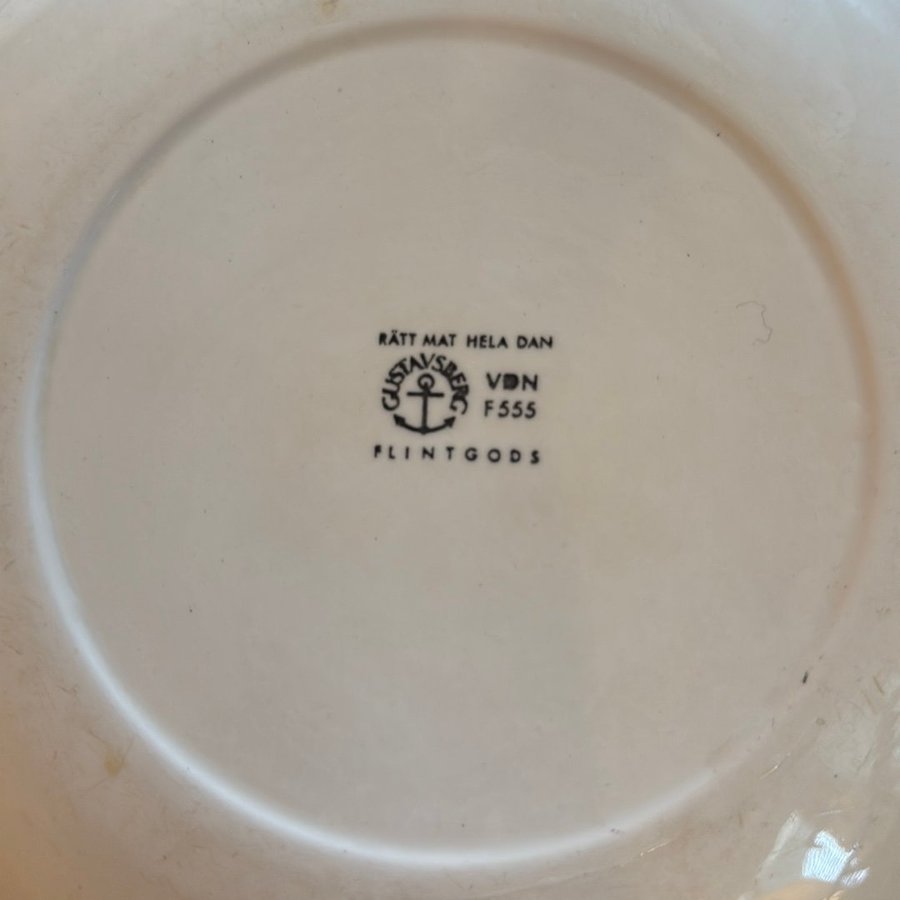 RÄTT MAT HELA DAN
GUSTAVSBERG
VDN
F555
FLINTGODS